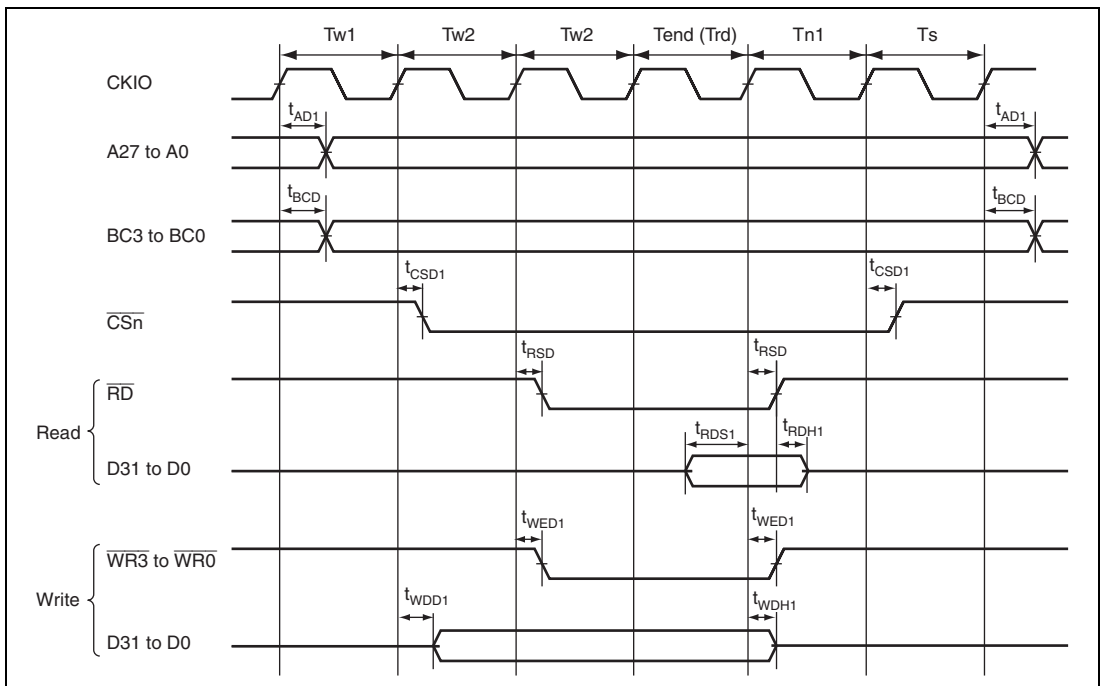 Tw1 Tw2 Tw2 Tend (Trd) Tn1 Ts
CKIO
tAD1 tAD1
A27 to A0
tBCD tBCD
BC3 to BC0
tCSD1 tCSD1
CSn
tRSD tRSD
RD
Read
tRDS1 tRDH1
D31 to D0
tWED1 tWED1
WR3 to WR0
Write
tWDD1 tWDH1
D31 to D0